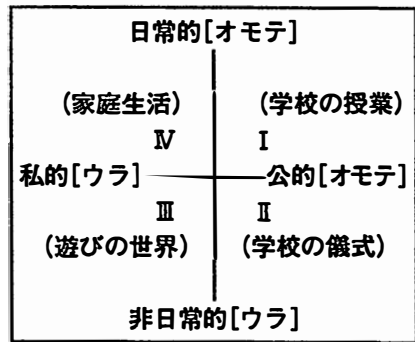 日常的[オモテ]
(家庭生活) (学校の授業)
Ⅳ Ⅰ
私的[ウラ] 公的[オモテ]
Ⅲ Ⅱ
(遊びの世界) (学校の儀式)
非日常的[ウラ]